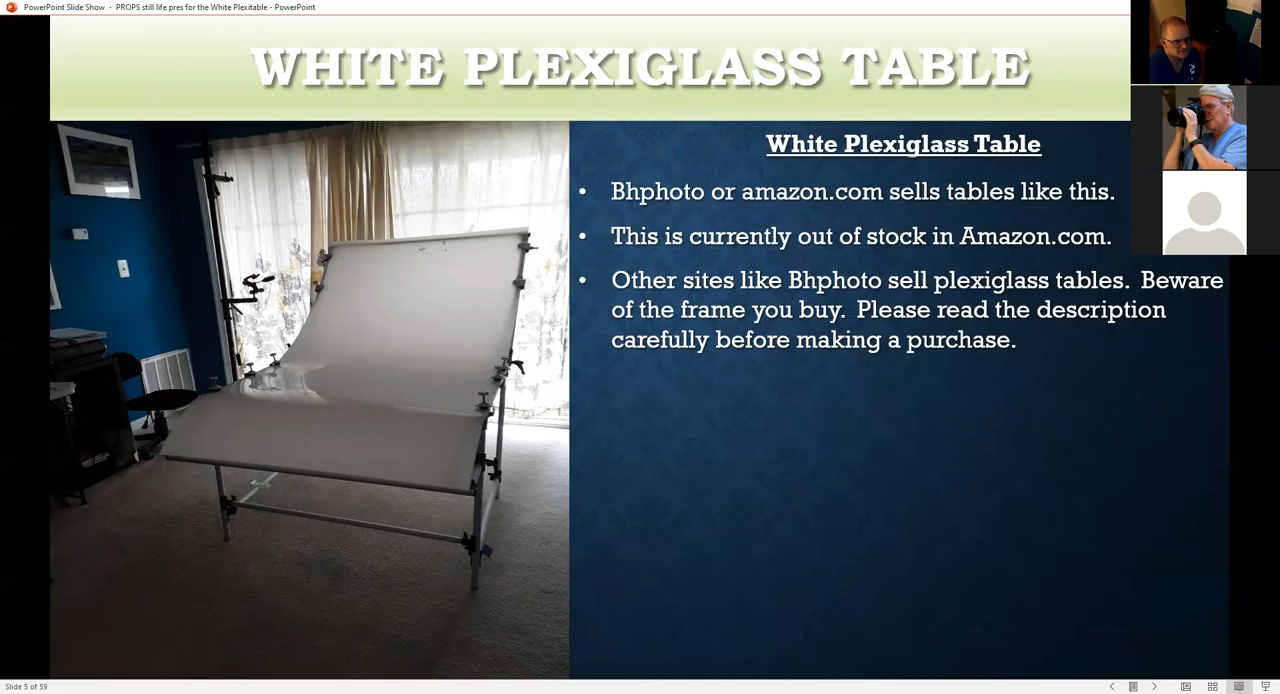 PowerPoint Slide Show - PROPS still life pres for the White Plexitable - PowerPoint
WHITE PLEXIGLASS TABLE
White Plexiglass Table
• Bhphoto or amazon.com sells tables like this.
• This is currently out of stock in Amazon.com.
• Other sites like Bhphoto sell plexiglass tables. Beware
of the frame you buy. Please read the description
carefully before making a purchase.
Slide 5 of 59